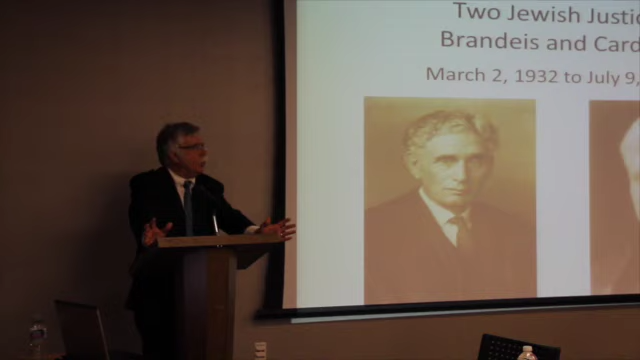 Two Jewish Justic
Brandeis and Card
March 2, 1932 to July 9,